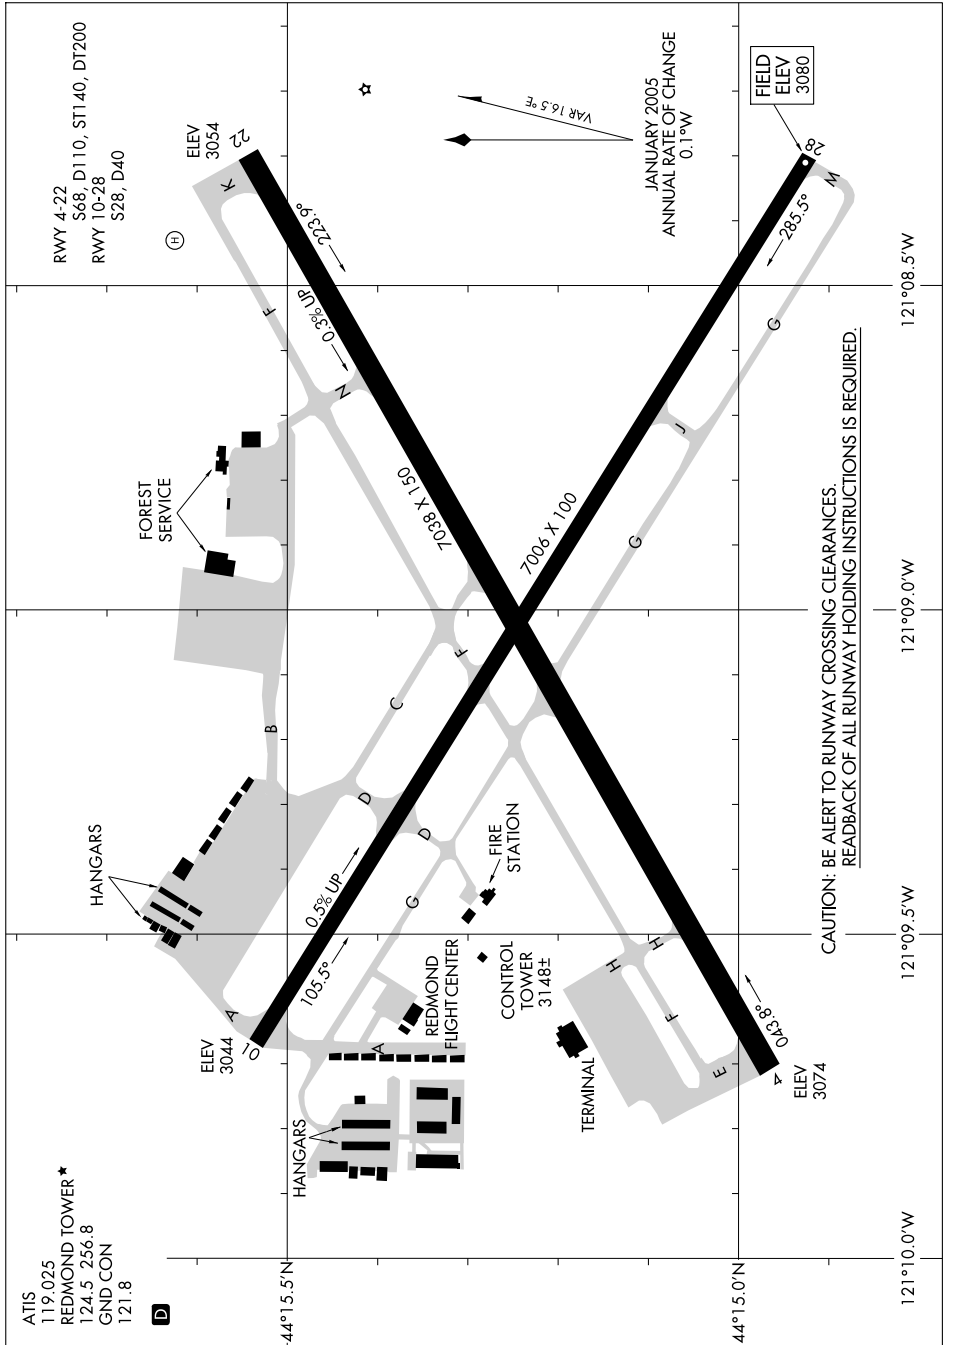 ATIS
119.025
REDMOND TOWER
124.5 256.8
GND CON
121.8
D
RWY 4-22
S68, D110, ST140, DT200
RWY 10-28
S28, D40
H
HANGARS
FOREST
SERVICE
ELEV
3054
22
K
223.9°
0.3% UP
F
N
7038 X 150
B
C
F
D
D
A
ELEV
3044
10
105.5°
0.5% UP
G
A
HANGARS
REDMOND
FLIGHT CENTER
FIRE
STATION
CONTROL
TOWER
3148±
TERMINAL
H
H
F
E
043.8°
4
ELEV
3074
7006 X 100
G
J
G
285.5°
M
28
FIELD
ELEV
3080
VAR 16.5° E
JANUARY 2005
ANNUAL RATE OF CHANGE
0.1°W
CAUTION: BE ALERT TO RUNWAY CROSSING CLEARANCES.
READBACK OF ALL RUNWAY HOLDING INSTRUCTIONS IS REQUIRED.
44°15.5'N
44°15.0'N
121°10.0'W
121°09.5'W
121°09.0'W
121°08.5'W